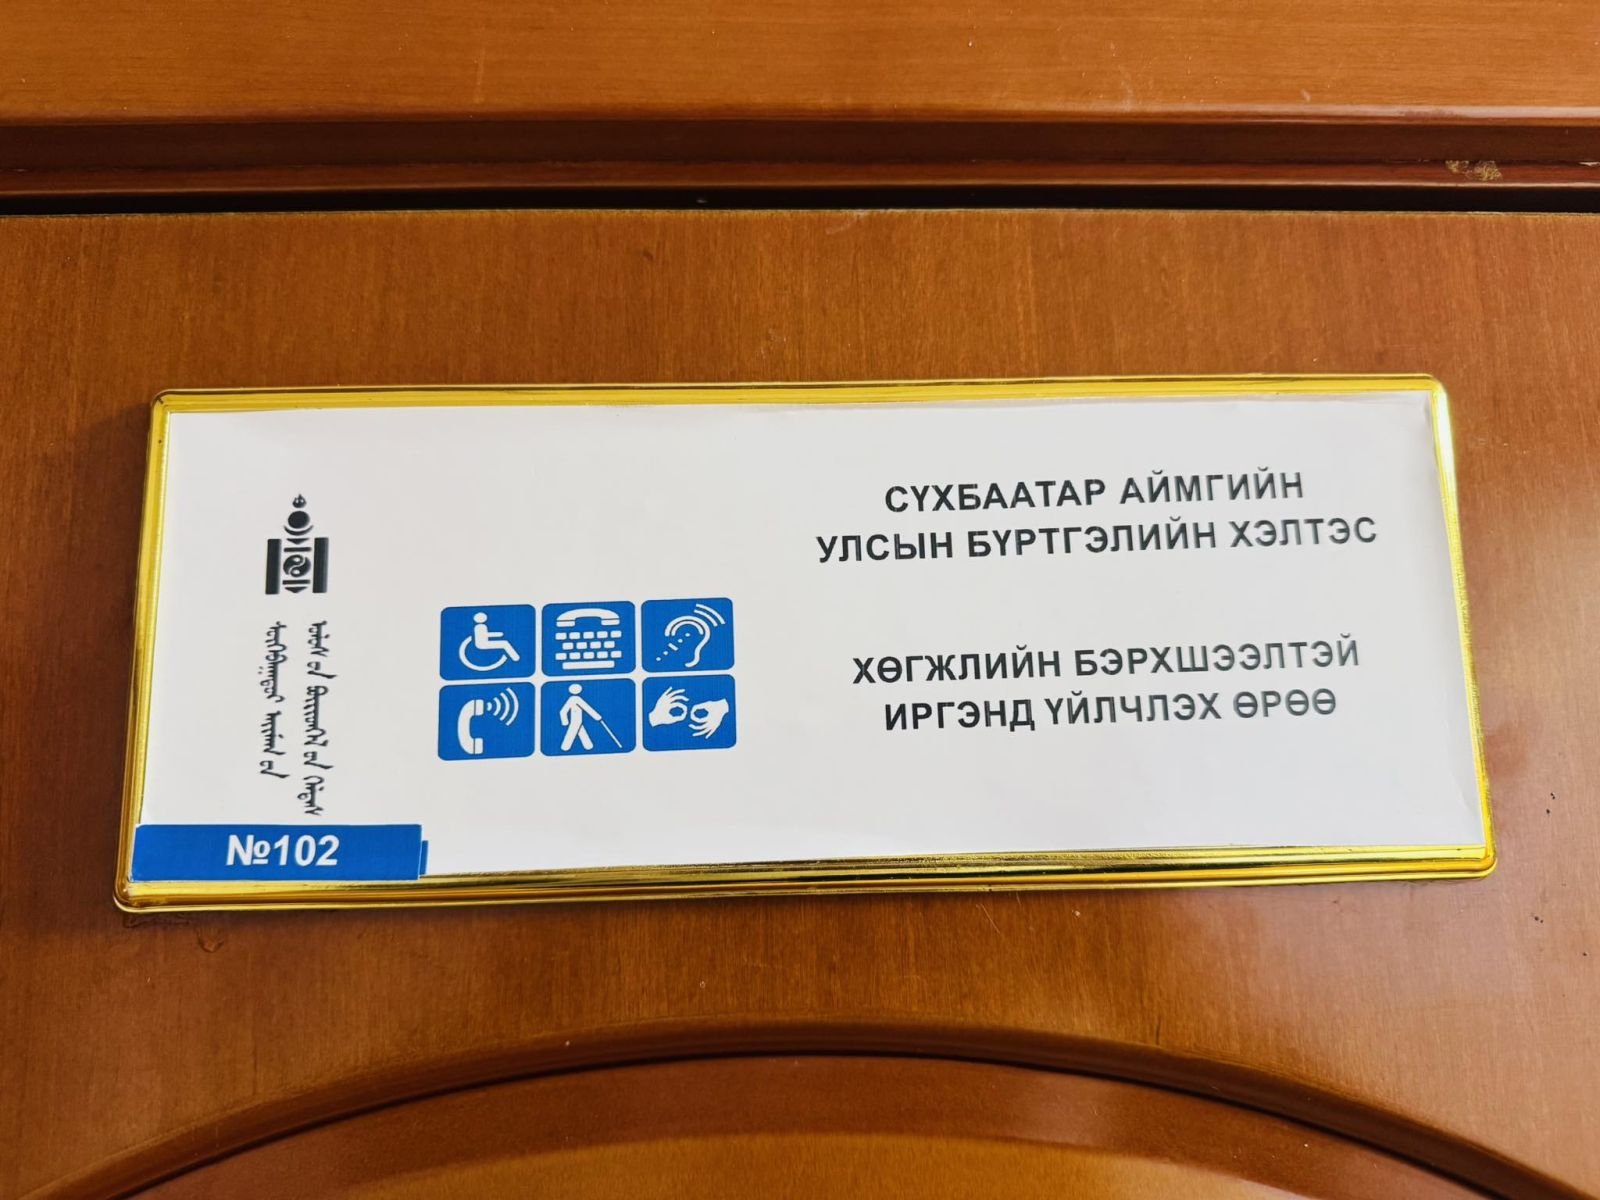 СҮХБААТАР АЙМГИЙН
УЛСЫН БҮРТГЭЛИЙН ХЭЛТЭС
ХӨГЖЛИЙН БЭРХШЭЭЛТЭЙ
ИРГЭНД ҮЙЛЧЛЭХ ӨРӨӨ
№102